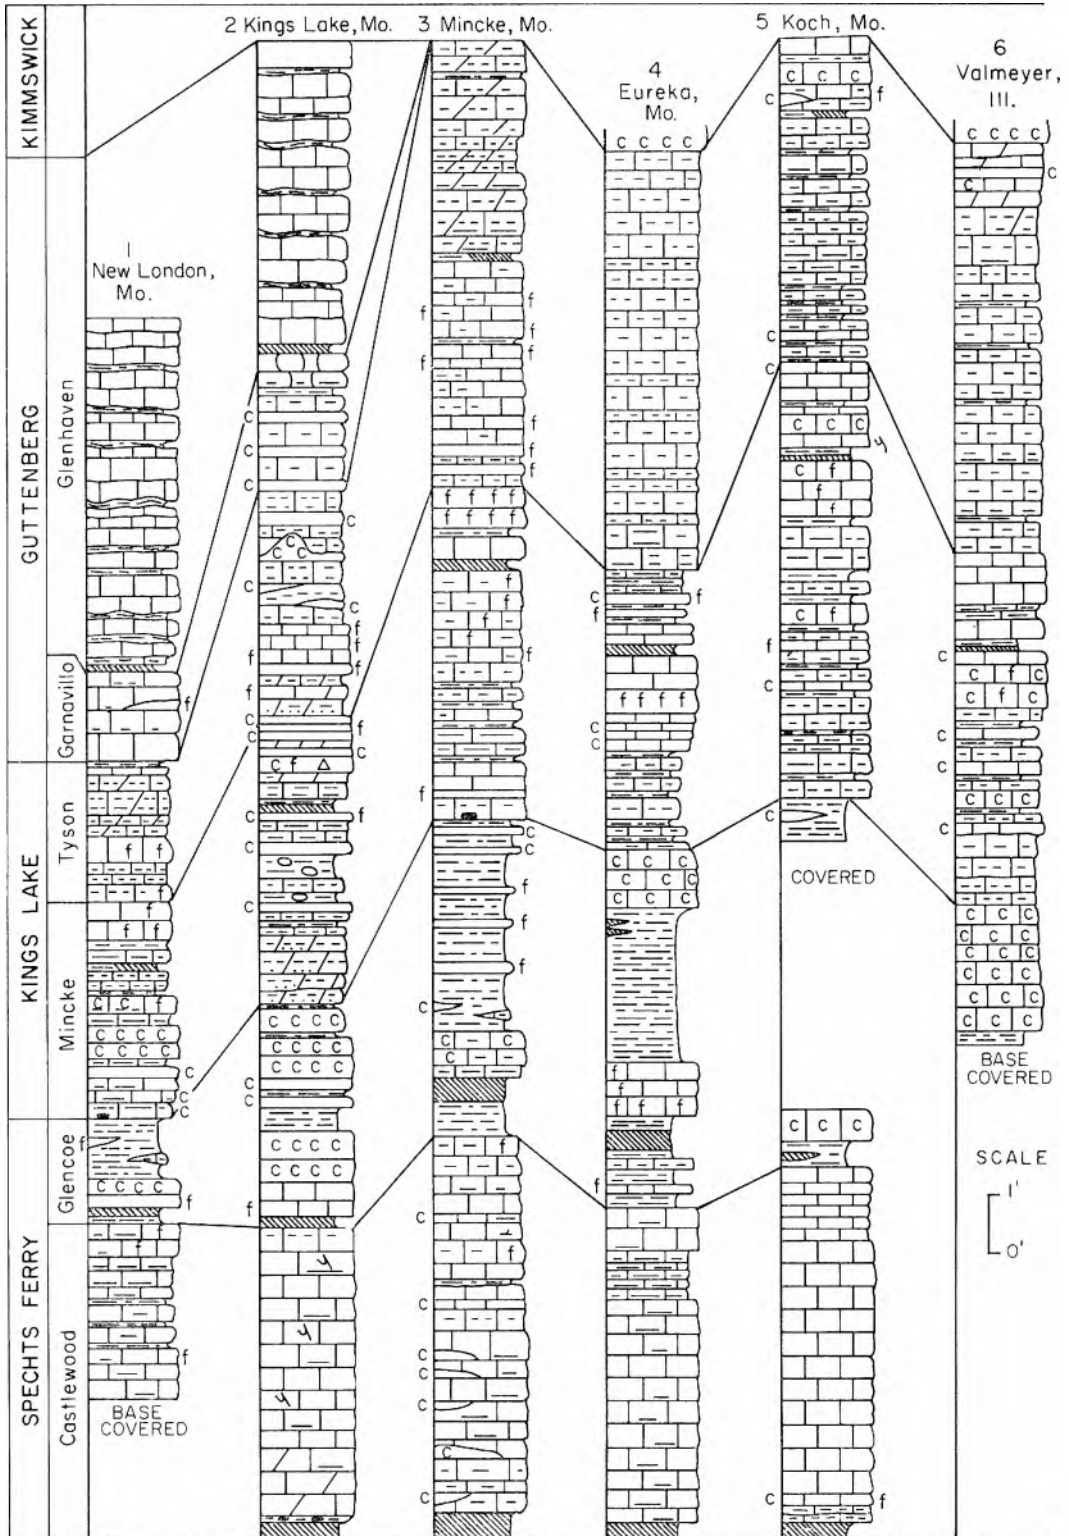 2 Kings Lake, Mo.
3 Mincke, Mo.
5 Koch, Mo.
6
Valmeyer,
Ill.
4
Eureka,
Mo.
1
New London,
Mo.
KIMMSWICK
GUTTENBERG
Glenhaven
Garnavillo
KINGS LAKE
Tyson
Mincke
SPECHTS FERRY
Glencoe
Castlewood
BASE
COVERED
COVERED
BASE
COVERED
SCALE
1'
0'